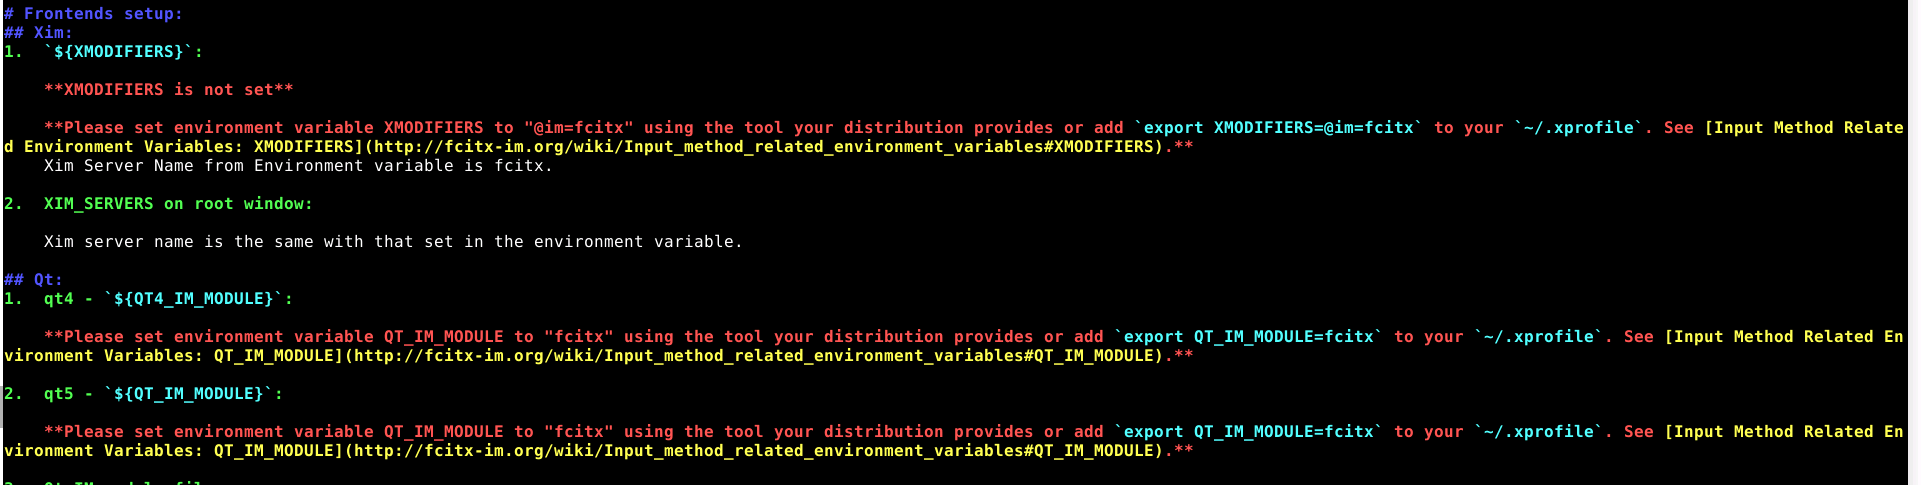 # Frontends setup:
## Xim:
1.  `${XMODIFIERS}`:
**XMODIFIERS is not set**
**Please set environment variable XMODIFIERS to "@im=fcitx" using the tool your distribution provides or add `export XMODIFIERS=@im=fcitx` to your `~/.xprofile`. See [Input Method Relate
d Environment Variables: XMODIFIERS](http://fcitx-im.org/wiki/Input_method_related_environment_variables#XMODIFIERS).**
Xim Server Name from Environment variable is fcitx.
2.  XIM_SERVERS on root window:
Xim server name is the same with that set in the environment variable.
## Qt:
1.  qt4 - `${QT4_IM_MODULE}`:
**Please set environment variable QT_IM_MODULE to "fcitx" using the tool your distribution provides or add `export QT_IM_MODULE=fcitx` to your `~/.xprofile`. See [Input Method Related En
vironment Variables: QT_IM_MODULE](http://fcitx-im.org/wiki/Input_method_related_environment_variables#QT_IM_MODULE).**
2.  qt5 - `${QT_IM_MODULE}`:
**Please set environment variable QT_IM_MODULE to "fcitx" using the tool your distribution provides or add `export QT_IM_MODULE=fcitx` to your `~/.xprofile`. See [Input Method Related En
vironment Variables: QT_IM_MODULE](http://fcitx-im.org/wiki/Input_method_related_environment_variables#QT_IM_MODULE).**